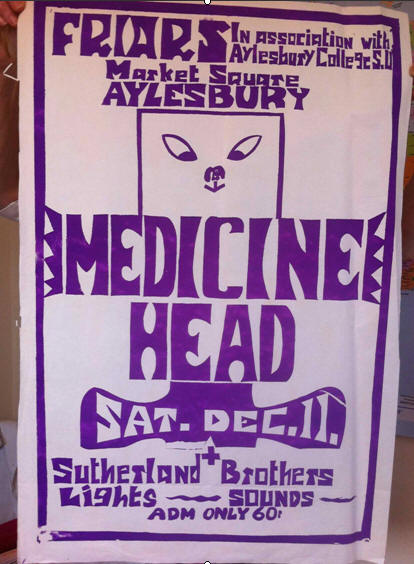 FRIARS In association with
Aylesbury College S.U
Market Square
AYLESBURY
MEDICINE
HEAD
SAT. DEC. 11.
+
Sutherland Brothers
Lights — SOUNDS —
ADM ONLY 60p